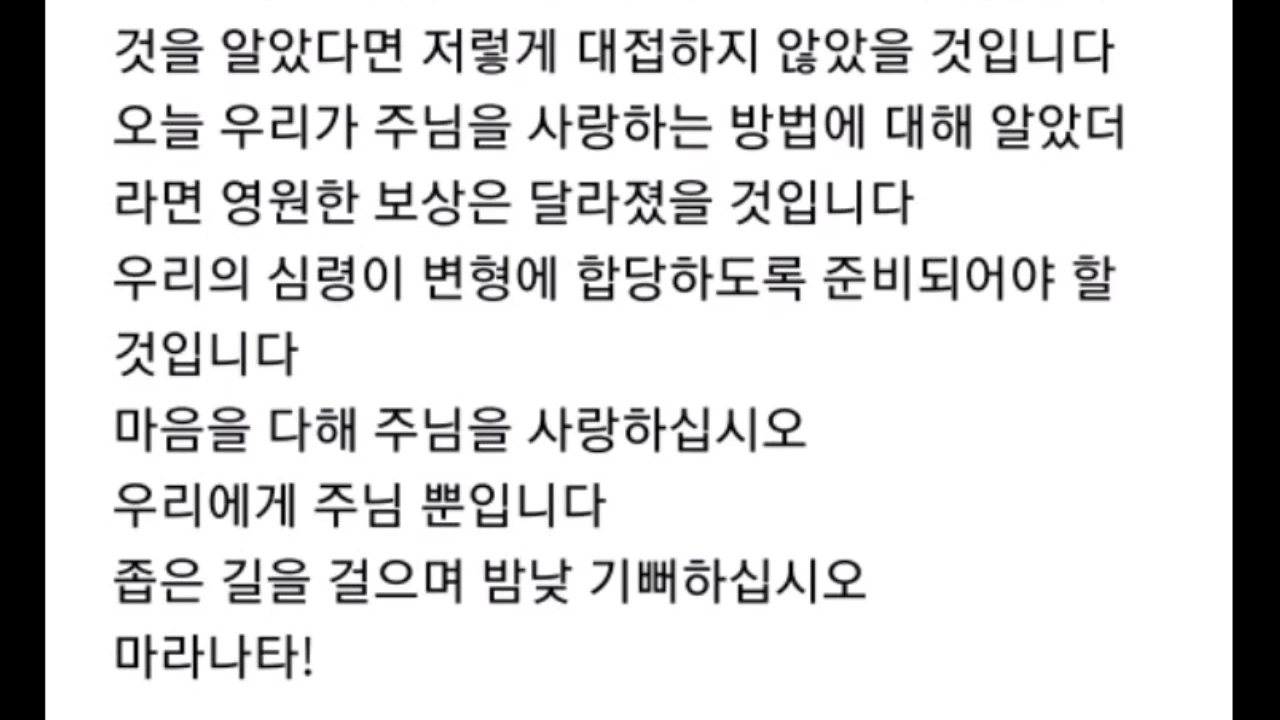 것을 알았다면 저렇게 대접하지 않았을 것입니다
오늘 우리가 주님을 사랑하는 방법에 대해 알았더
라면 영원한 보상은 달라졌을 것입니다
우리의 심령이 변형에 합당하도록 준비되어야 할
것입니다
마음을 다해 주님을 사랑하십시오
우리에게 주님 뿐입니다
좁은 길을 걸으며 밤낮 기뻐하십시오
마라나타!